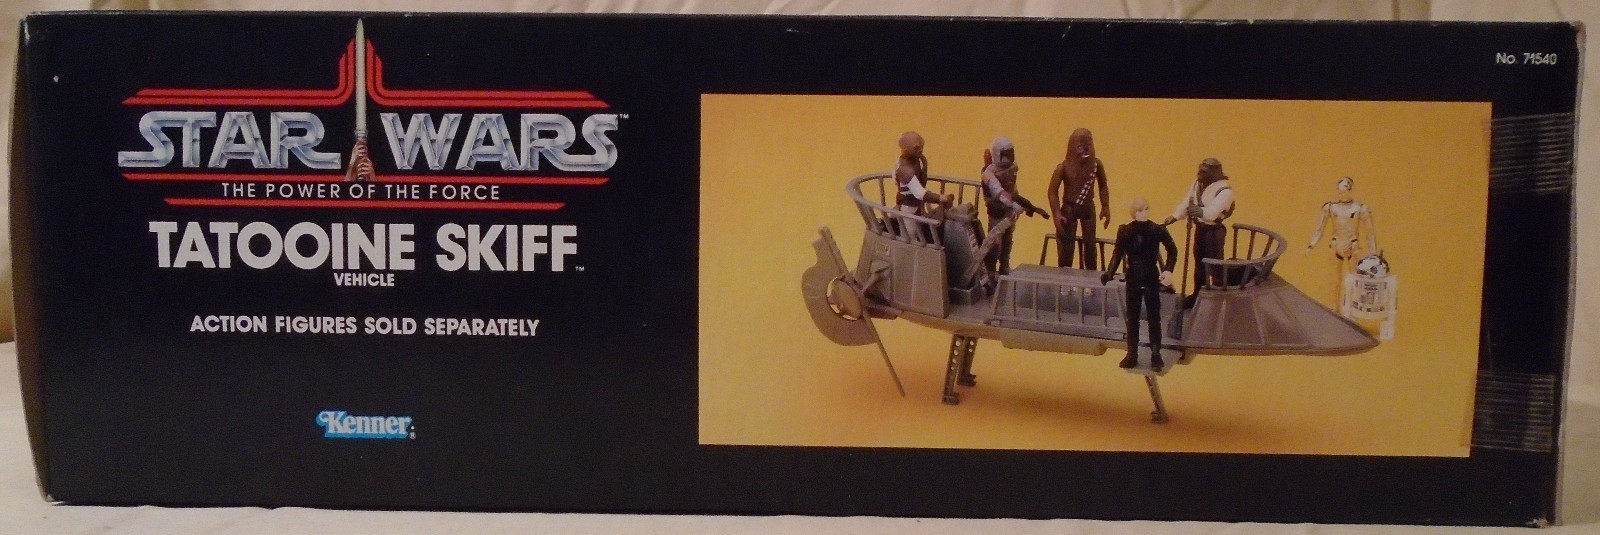 STAR WARS™
THE POWER OF THE FORCE
TATOOINE SKIFF™
VEHICLE
ACTION FIGURES SOLD SEPARATELY
Kenner®
No. 71540